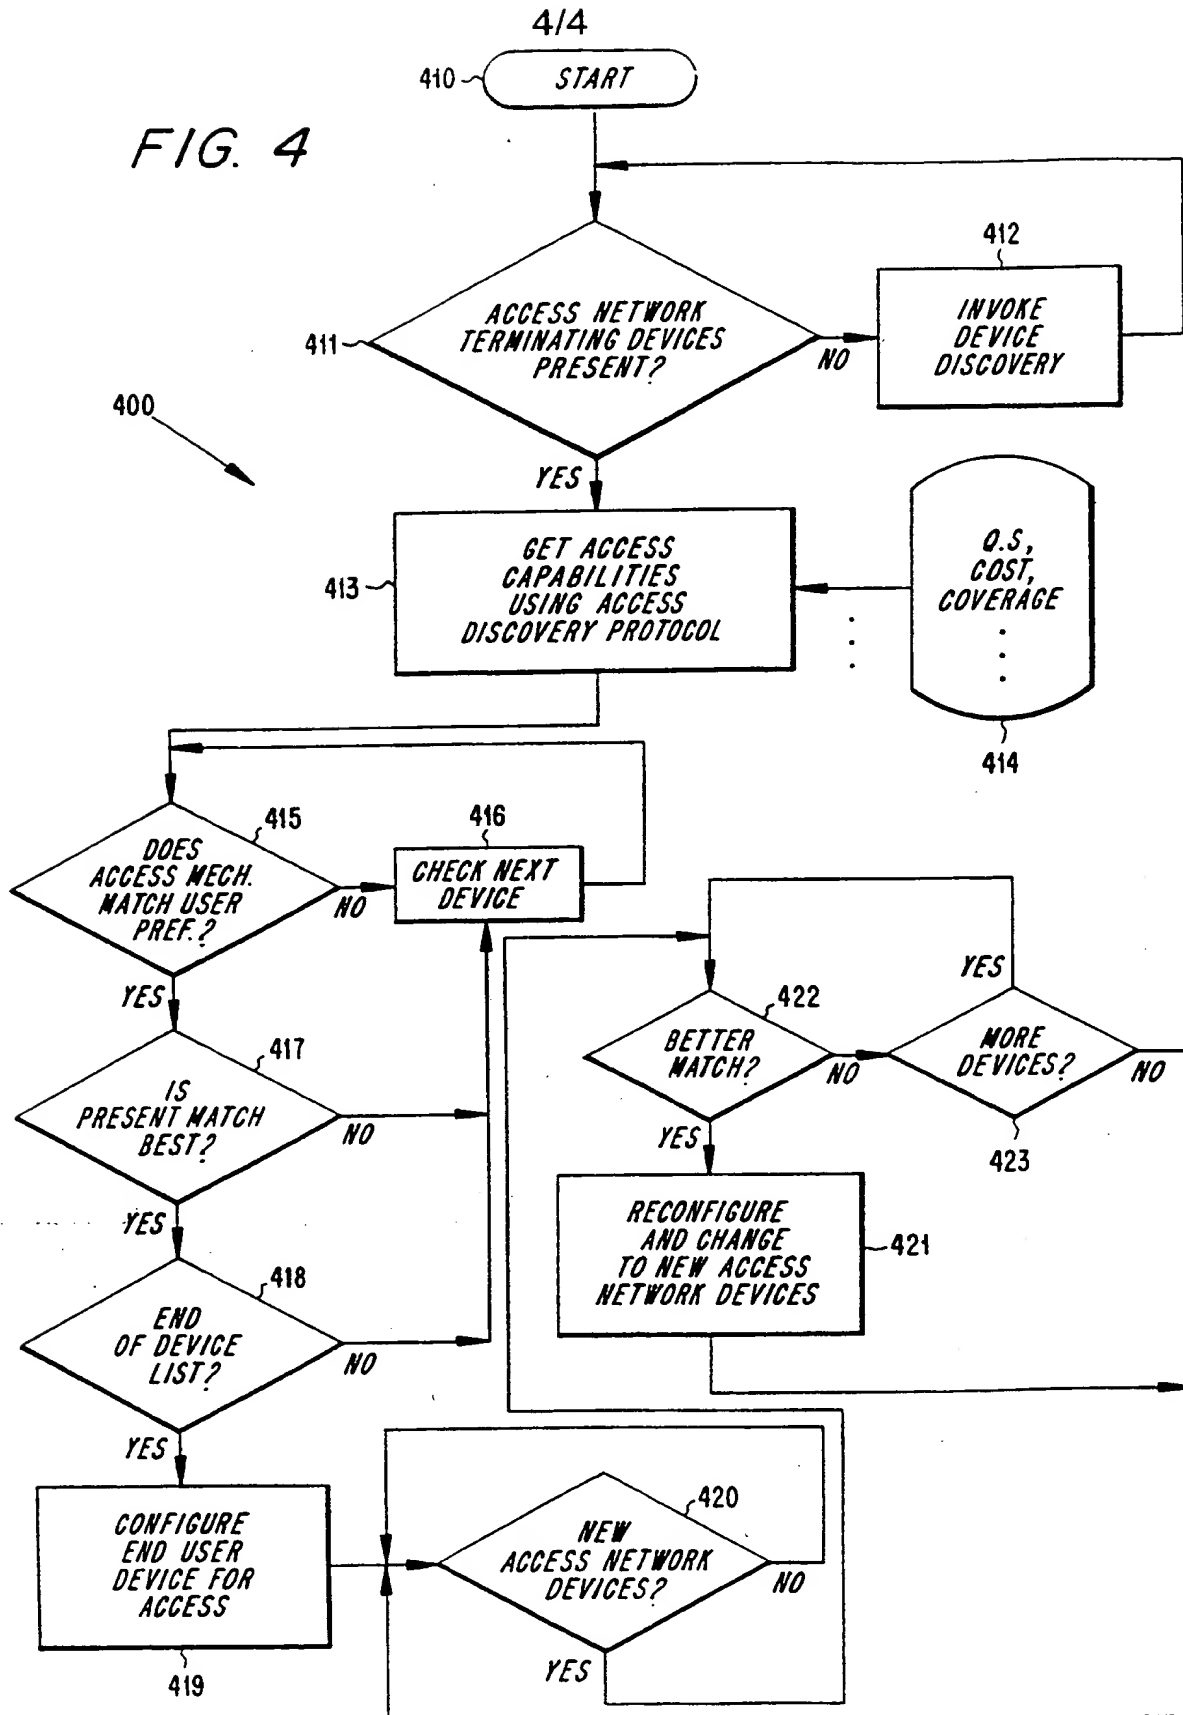 4/4
FIG. 4
410
START
412
411
ACCESS NETWORK
TERMINATING DEVICES
PRESENT?
NO
INVOKE
DEVICE
DISCOVERY
400
YES
413
GET ACCESS
CAPABILITIES
USING ACCESS
DISCOVERY PROTOCOL
Q.S,
COST,
COVERAGE
414
415
DOES
ACCESS MECH.
MATCH USER
PREF.?
NO
416
CHECK NEXT
DEVICE
YES
417
IS
PRESENT MATCH
BEST?
NO
YES
418
END
OF DEVICE
LIST?
NO
YES
422
BETTER
MATCH?
NO
YES
MORE
DEVICES?
NO
423
YES
RECONFIGURE
AND CHANGE
TO NEW ACCESS
NETWORK DEVICES
421
CONFIGURE
END USER
DEVICE FOR
ACCESS
419
420
NEW
ACCESS NETWORK
DEVICES?
NO
YES